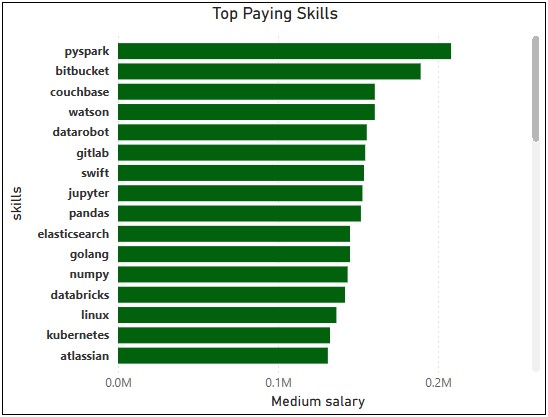 Top Paying Skills
skills
pyspark
bitbucket
couchbase
watson
datarobot
gitlab
swift
jupyter
pandas
elasticsearch
golang
numpy
databricks
linux
kubernetes
atlassian
0.0M 0.1M 0.2M
Medium salary